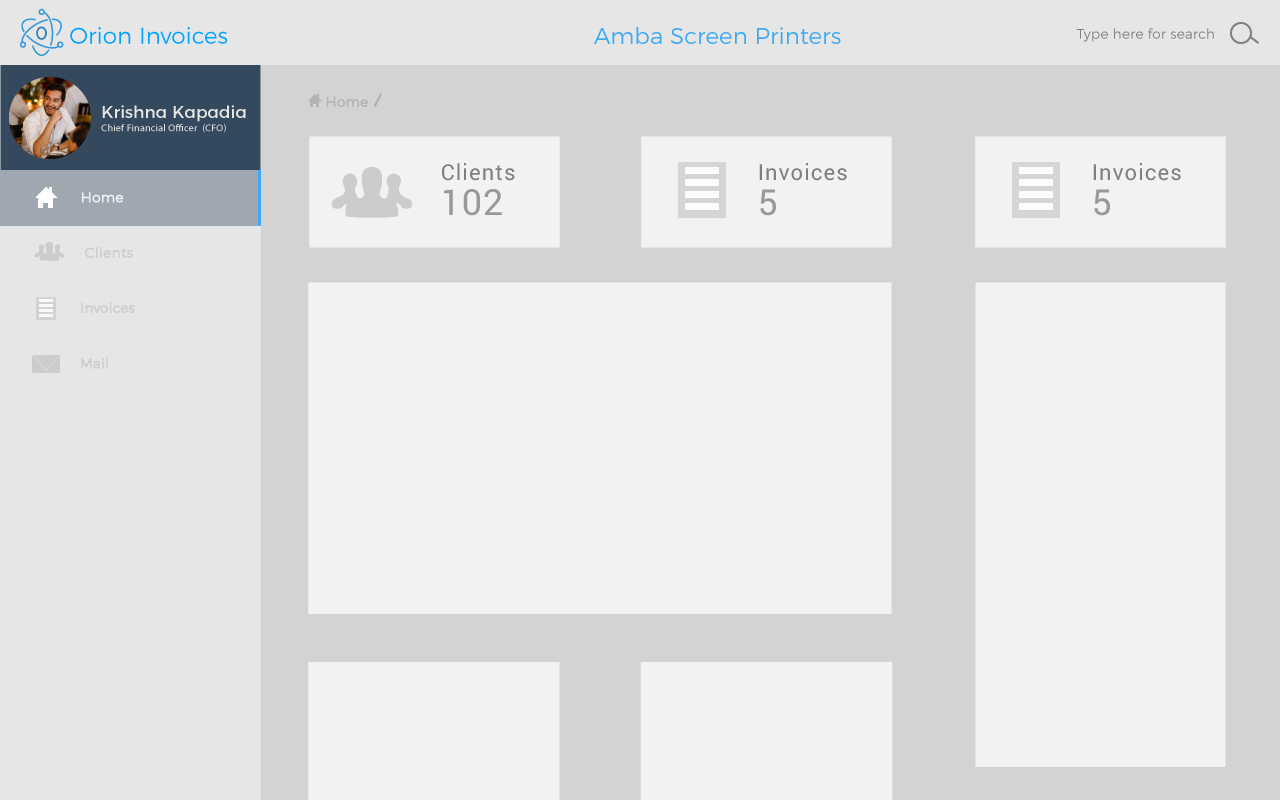 Orion Invoices
Amba Screen Printers
Type here for search
Krishna Kapadia
Chief Financial Officer (CFO)
Home /
Home
Clients
Invoices
Mail
Clients
102
Invoices
5
Invoices
5